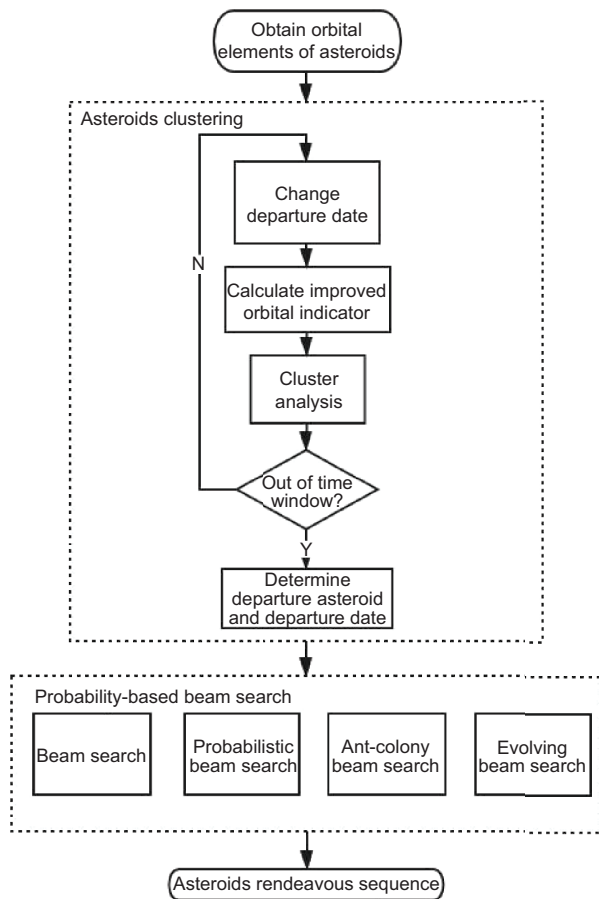 Obtain orbital
elements of asteroids
Asteroids clustering
Change
departure date
N
Calculate improved
orbital indicator
Cluster
analysis
Out of time
window?
Y
Determine
departure asteroid
and departure date
Probability-based beam search
Beam search
Probabilistic
beam search
Ant-colony
beam search
Evolving
beam search
Asteroids rendeavous sequence